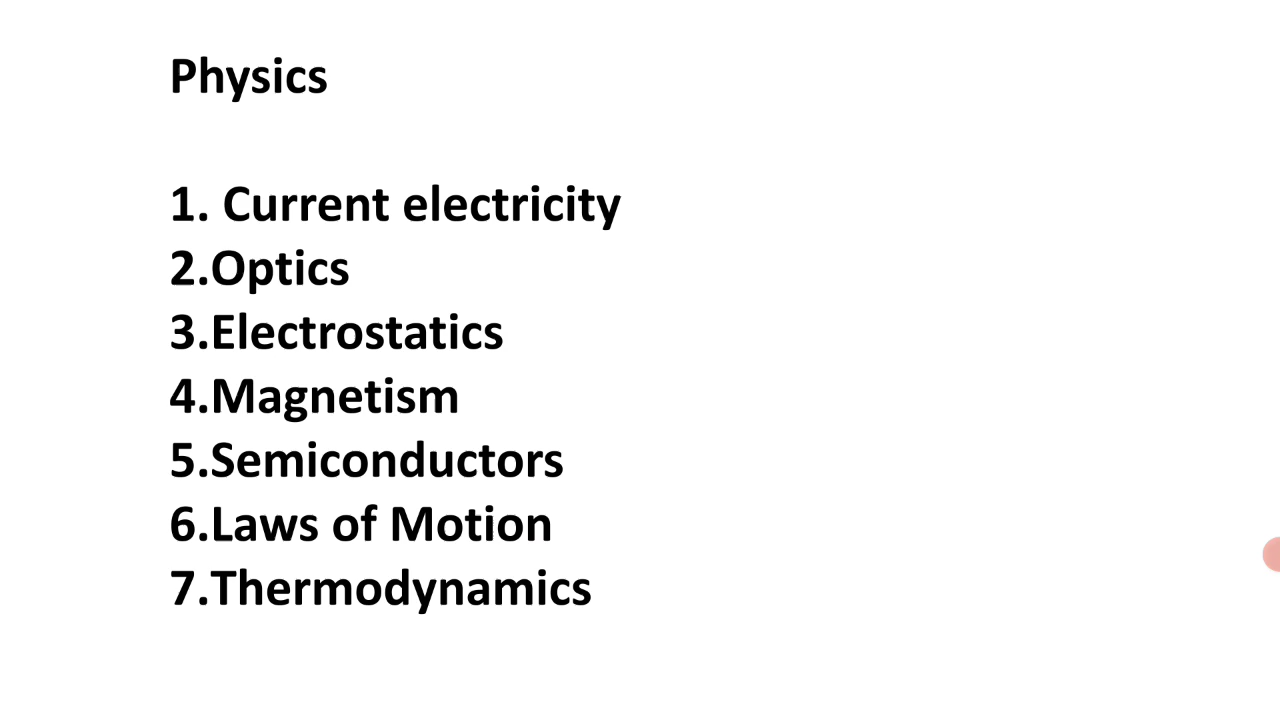 Physics
1. Current electricity
2.Optics
3.Electrostatics
4.Magnetism
5.Semiconductors
6.Laws of Motion
7.Thermodynamics